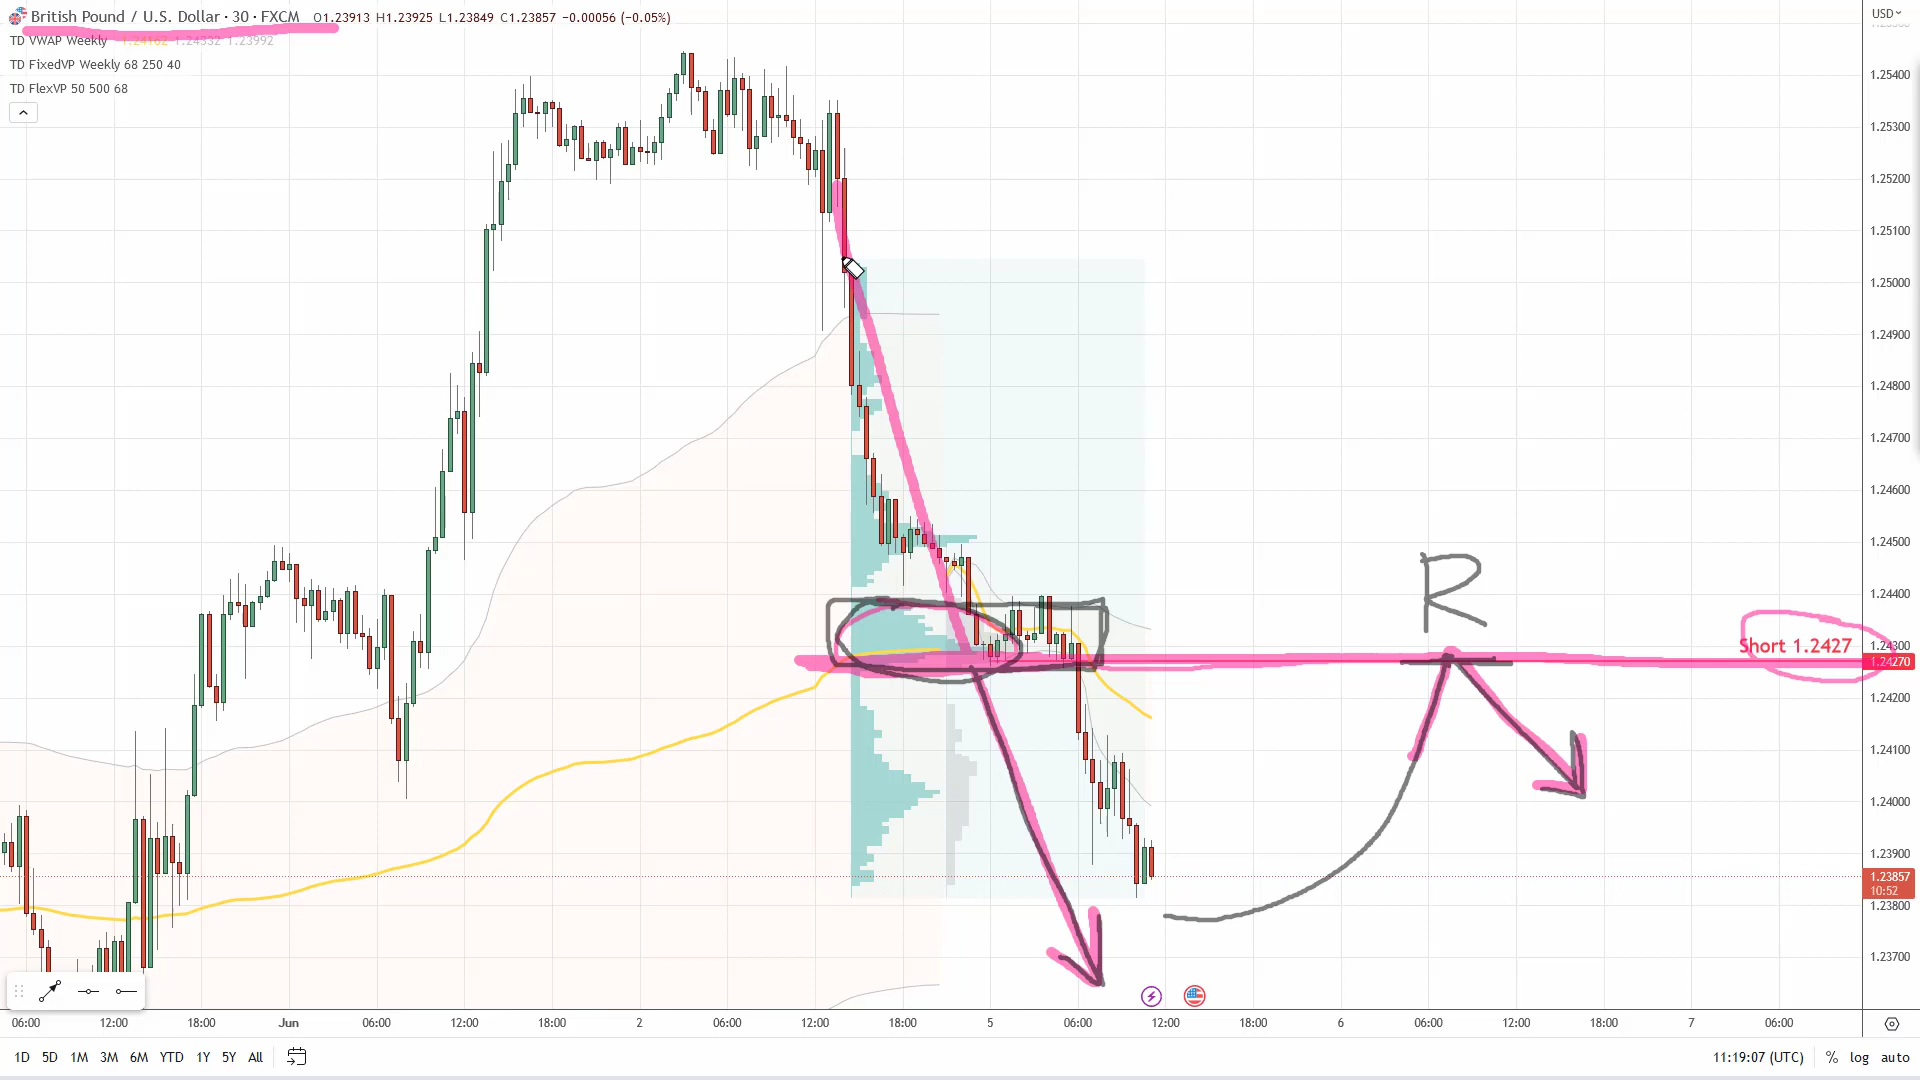 British Pound / U.S. Dollar · 30 · FXCM O1.23913 H1.23925 L1.23849 C1.23857 −0.00056 (−0.05%)
USD
TD VWAP Weekly 1.24162 1.24332 1.23992
TD FixedVP Weekly 68 250 40
TD FlexVP 50 500 68
1.25400
1.25300
1.25200
1.25100
1.25000
1.24900
1.24800
1.24700
1.24600
1.24500
R
1.24400
Short 1.2427
1.24300
1.24270
1.24200
1.24100
1.24000
1.23900
1.23857
10:52
1.23800
1.23700
06:00 12:00 18:00 Jun 06:00 12:00 18:00 2 06:00 12:00 18:00 5 06:00 12:00 18:00 6 06:00 12:00 18:00 7 06:00
1D 5D 1M 3M 6M YTD 1Y 5Y All 11:19:07 (UTC) % log auto